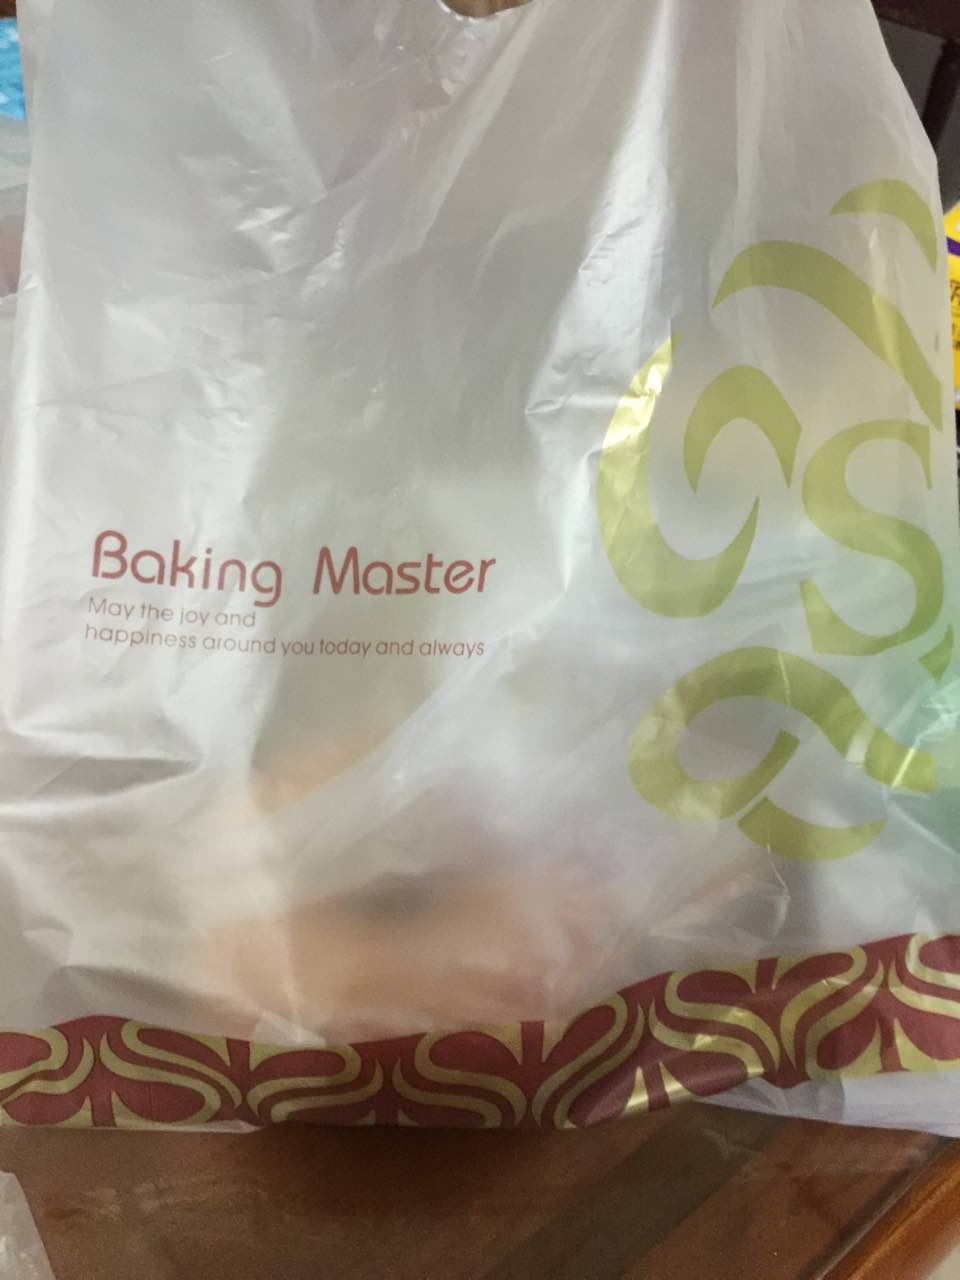 Baking Master
May the joy and
happiness around you today and always